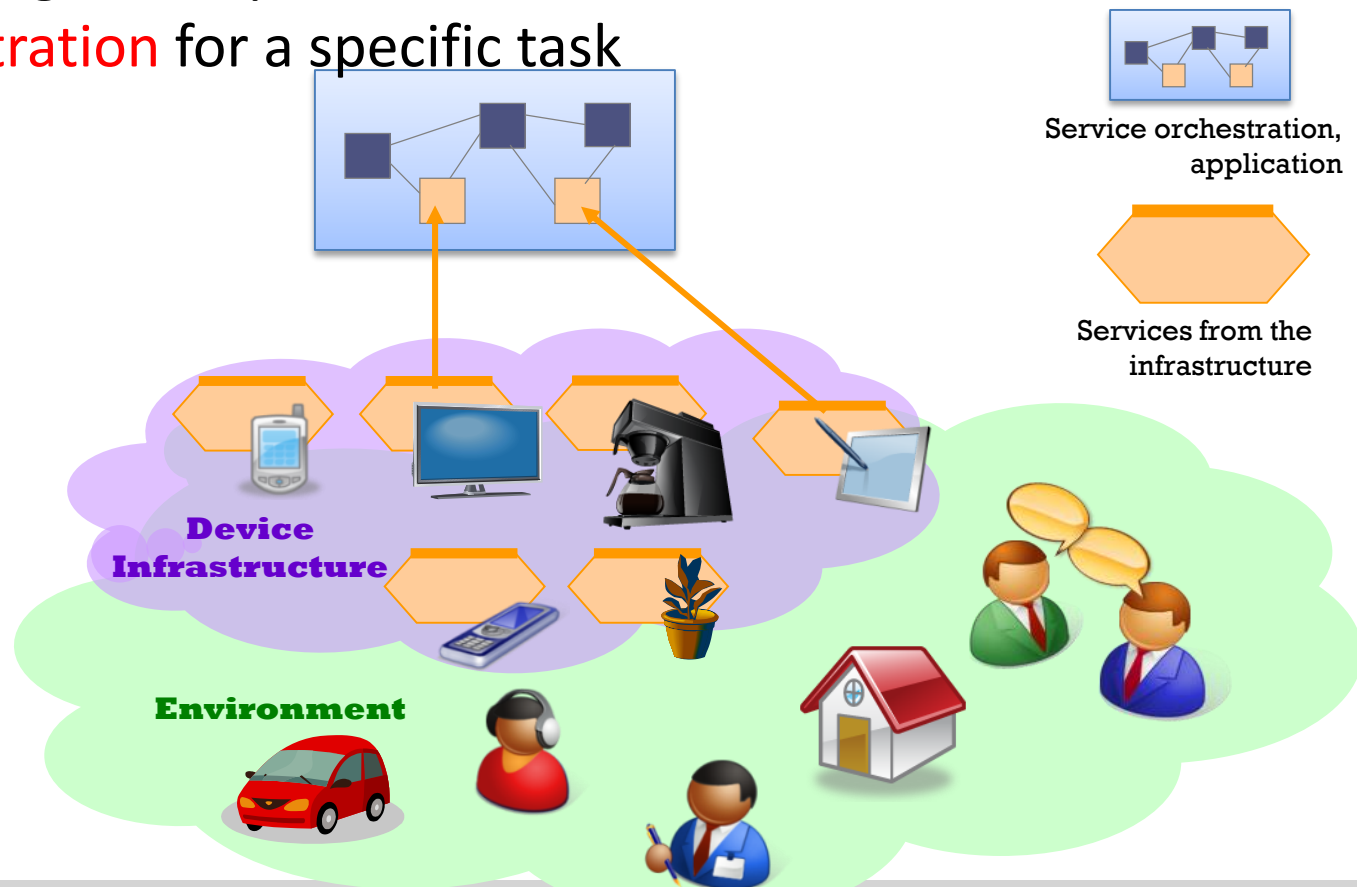 tration for a specific task
Service orchestration,
application
Services from the
infrastructure
Device
Infrastructure
Environment